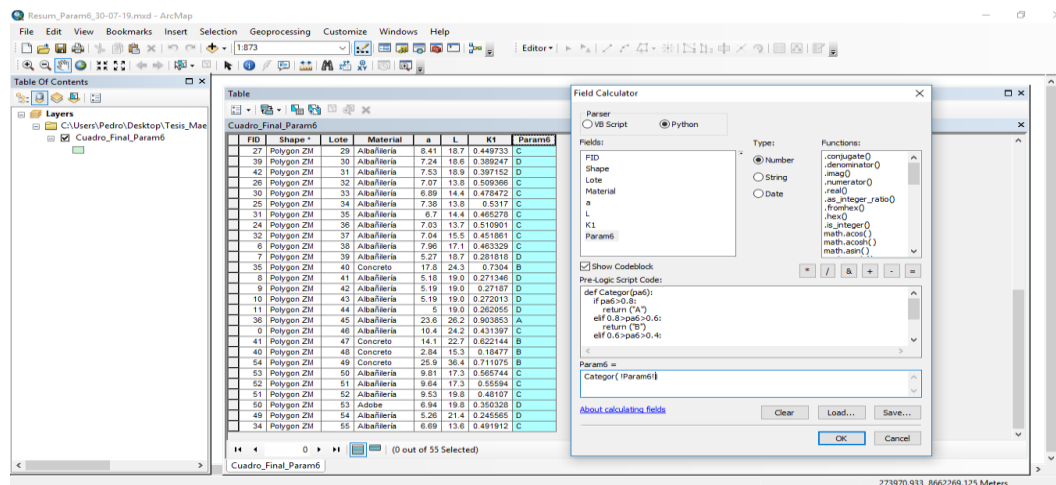 Resum_Param6_30-07-19.mxd - ArcMap
File Edit View Bookmarks Insert Selection Geoprocessing Customize Windows Help
1:873
Editor
Table Of Contents
Layers
C:\Users\Pedro\Desktop\Tesis_Mae
Cuadro_Final_Param6
Table
Cuadro_Final_Param6
FID Shape * Lote Material a L K1 Param6
27 Polygon ZM 29 Albañilería 8.41 18.7 0.449733 C
39 Polygon ZM 30 Albañilería 7.24 18.6 0.389247 D
42 Polygon ZM 31 Albañilería 7.53 18.9 0.397152 D
26 Polygon ZM 32 Albañilería 7.07 13.8 0.509366 C
30 Polygon ZM 33 Albañilería 6.89 14.4 0.478472 C
25 Polygon ZM 34 Albañilería 7.38 13.8 0.5317 C
31 Polygon ZM 35 Albañilería 6.7 14.4 0.465278 C
24 Polygon ZM 36 Albañilería 7.03 13.7 0.510901 C
32 Polygon ZM 37 Albañilería 7.04 15.5 0.451861 C
6 Polygon ZM 38 Albañilería 7.96 17.1 0.463329 C
7 Polygon ZM 39 Albañilería 5.27 18.7 0.281818 D
35 Polygon ZM 40 Concreto 17.8 24.3 0.7304 B
8 Polygon ZM 41 Albañilería 5.18 19.0 0.271346 D
9 Polygon ZM 42 Albañilería 5.19 19.0 0.27187 D
10 Polygon ZM 43 Albañilería 5.19 19.0 0.272013 D
11 Polygon ZM 44 Albañilería 5 19.0 0.262055 D
36 Polygon ZM 45 Albañilería 23.6 26.2 0.903853 A
0 Polygon ZM 46 Albañilería 10.4 24.2 0.431397 C
41 Polygon ZM 47 Concreto 14.1 22.7 0.622144 B
40 Polygon ZM 48 Concreto 2.84 15.3 0.18477 B
54 Polygon ZM 49 Concreto 25.9 36.4 0.711075 B
53 Polygon ZM 50 Albañilería 9.81 17.3 0.565744 C
52 Polygon ZM 51 Albañilería 9.64 17.3 0.55594 C
51 Polygon ZM 52 Albañilería 9.53 19.8 0.48107 C
50 Polygon ZM 53 Adobe 6.94 19.8 0.350328 D
49 Polygon ZM 54 Albañilería 5.26 21.4 0.245565 D
34 Polygon ZM 55 Albañilería 6.69 13.6 0.491912 C
0 (0 out of 55 Selected)
Cuadro_Final_Param6
Field Calculator
Parser
VB Script Python
Fields:
FID
Shape
Lote
Material
a
L
K1
Param6
Type:
Number
String
Date
Functions:
.conjugate()
.denominator()
.imag()
.numerator()
.real()
.as_integer_ratio()
.fromhex()
.hex()
.is_integer()
math.acos( )
math.acosh( )
math.asin( )
Show Codeblock
* / & + - =
Pre-Logic Script Code:
def Categor(pa6):
if pa6>0.8:
return ("A")
elif 0.8>pa6>0.6:
return ("B")
elif 0.6>pa6>0.4:
Param6 =
Categor( !Param6!)
About calculating fields
Clear Load... Save...
OK Cancel
273970.933 8662269.125 Meters